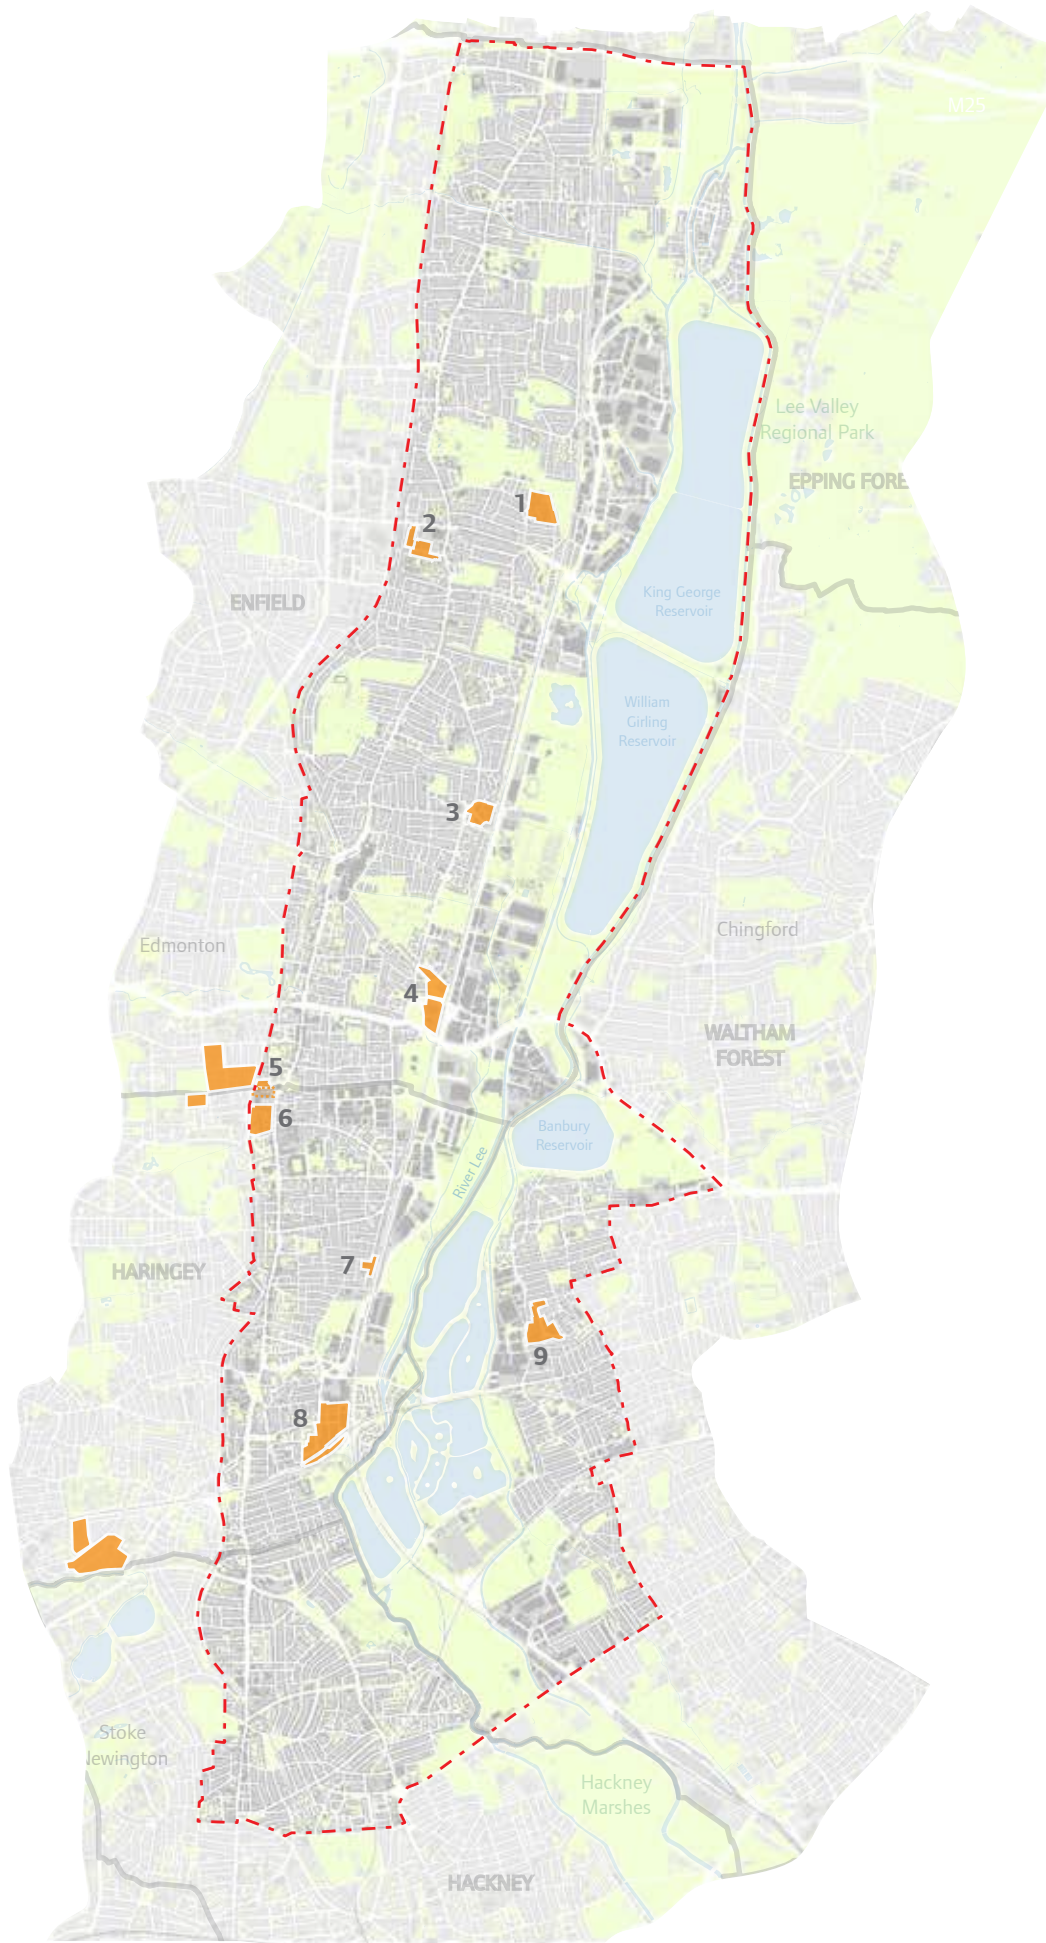 M25
Lee Valley
Regional Park
EPPING FORE
1
2
King George
Reservoir
ENFIELD
William
Girling
Reservoir
3
Chingford
Edmonton
4
WALTHAM
FOREST
5
6
Banbury
Reservoir
River Lee
7
HARINGEY
9
8
Stoke
Newington
Hackney
Marshes
HACKNEY